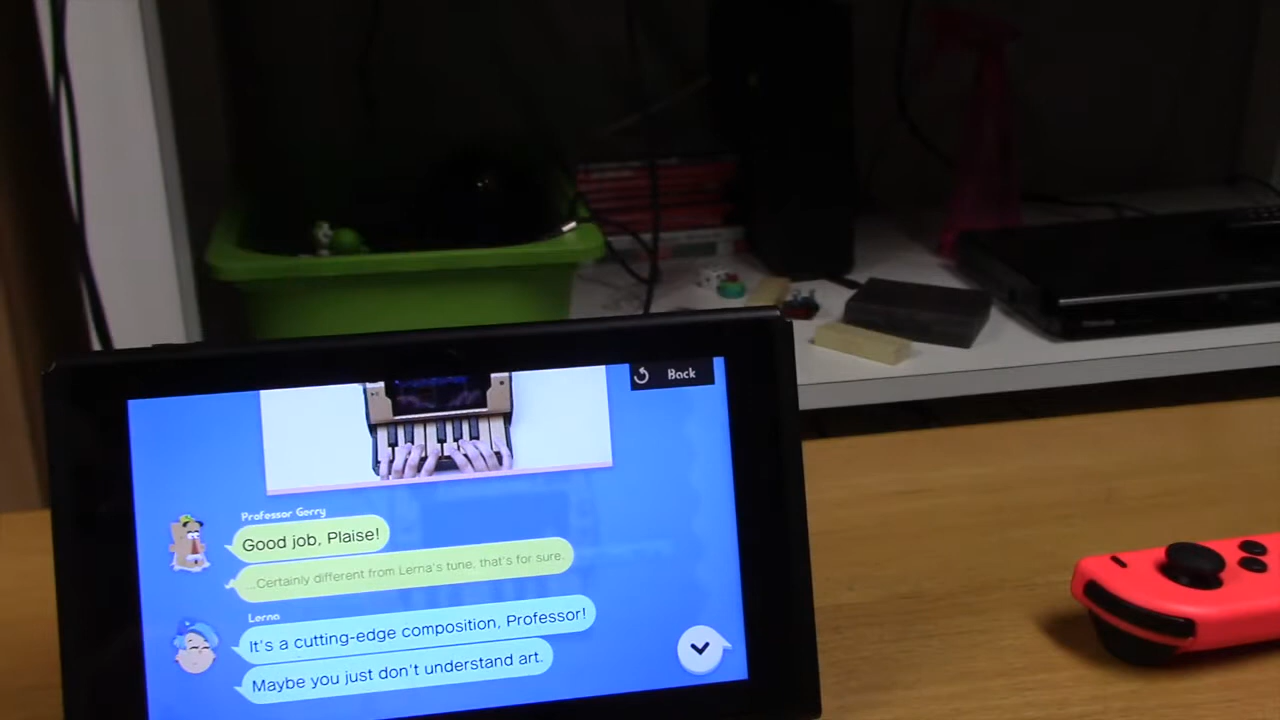 Back
Professor Gerry
Good job, Plaise!
...Certainly different from Lerna's tune, that's for sure.
Lerna
It's a cutting-edge composition, Professor!
Maybe you just don't understand art.